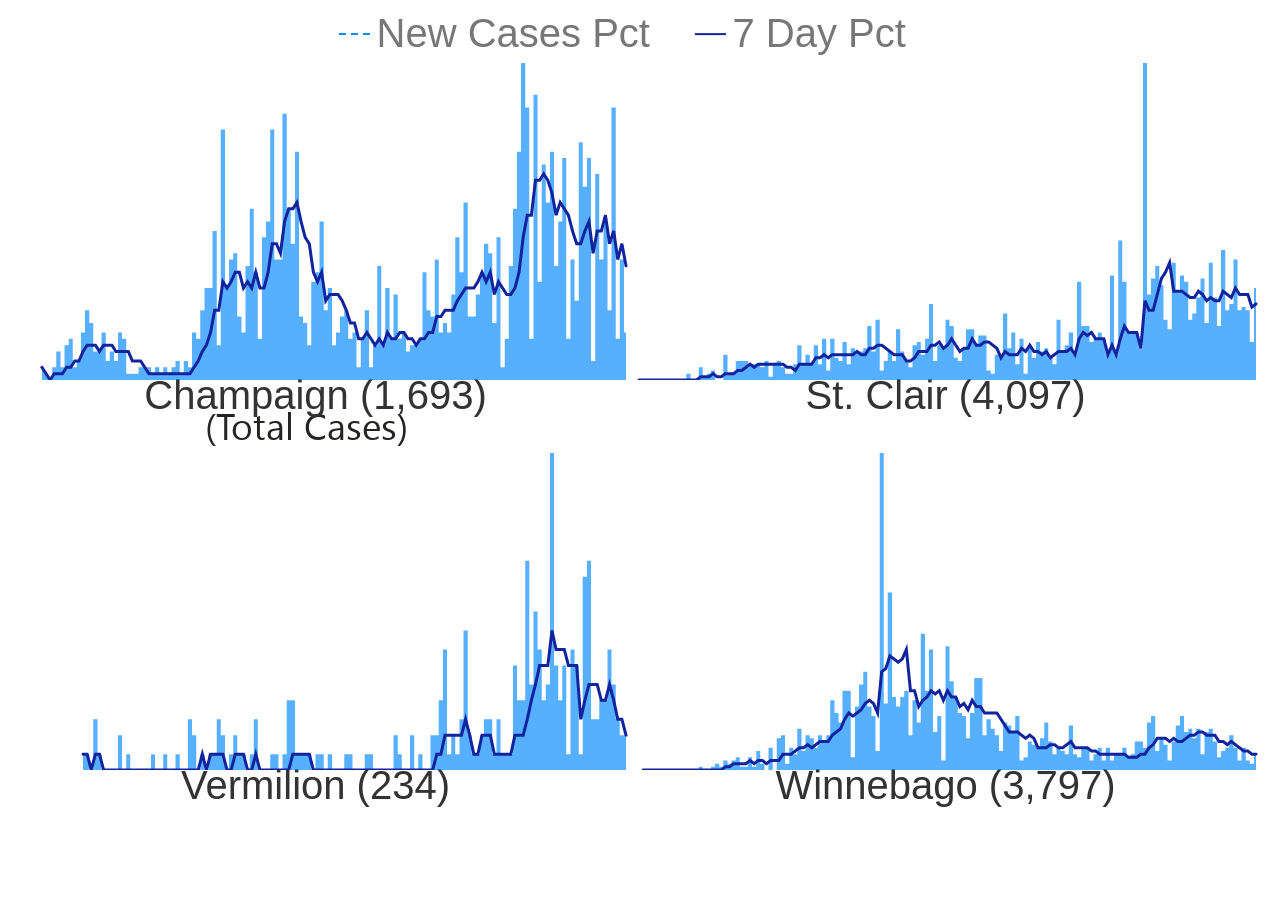 New Cases Pct 7 Day Pct
Champaign (1,693)
(Total Cases)
St. Clair (4,097)
Vermilion (234)
Winnebago (3,797)